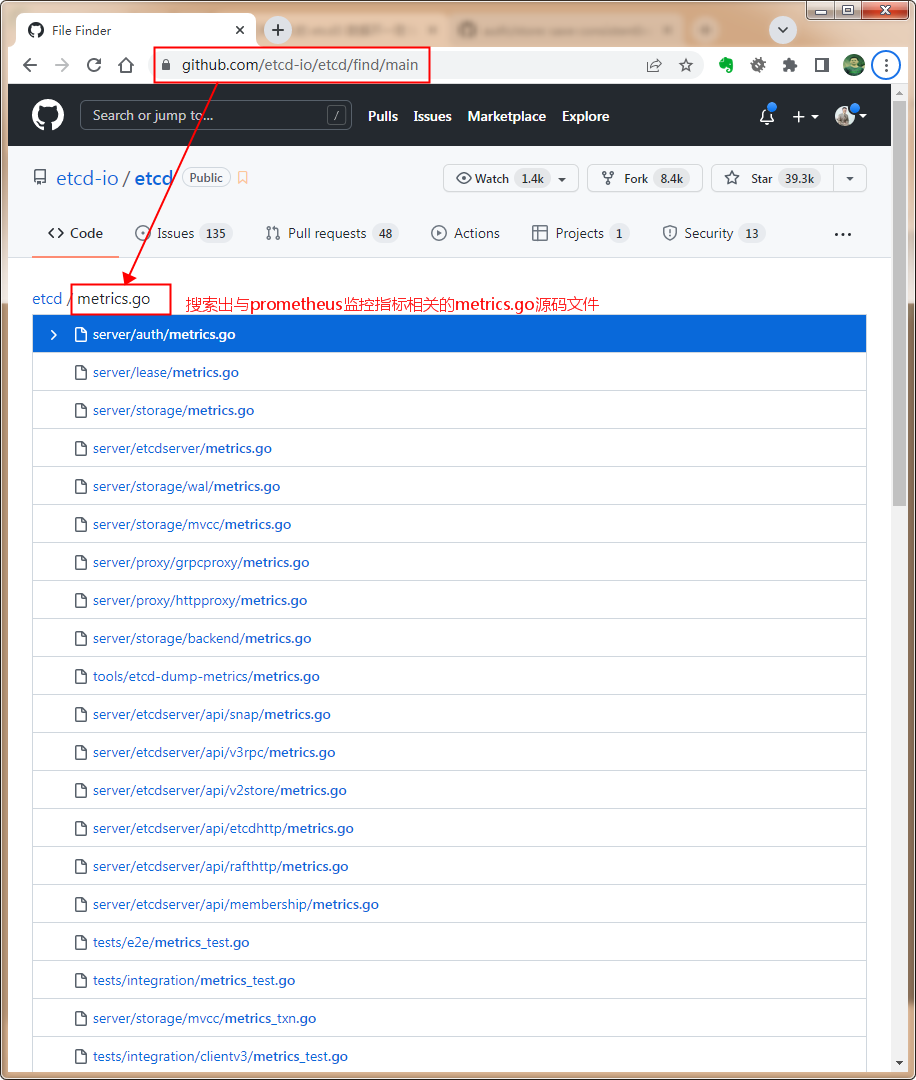 File Finder
github.com/etcd-io/etcd/find/main
Search or jump to... /
Pulls Issues Marketplace Explore
etcd-io / etcd Public
Watch 1.4k Fork 8.4k Star 39.3k
Code Issues 135 Pull requests 48 Actions Projects 1 Security 13
etcd / metrics.go 搜索出与prometheus监控指标相关的metrics.go源码文件
server/auth/metrics.go
server/lease/metrics.go
server/storage/metrics.go
server/etcdserver/metrics.go
server/storage/wal/metrics.go
server/storage/mvcc/metrics.go
server/proxy/grpcproxy/metrics.go
server/proxy/httpproxy/metrics.go
server/storage/backend/metrics.go
tools/etcd-dump-metrics/metrics.go
server/etcdserver/api/snap/metrics.go
server/etcdserver/api/v3rpc/metrics.go
server/etcdserver/api/v2store/metrics.go
server/etcdserver/api/etcdhttp/metrics.go
server/etcdserver/api/rafthttp/metrics.go
server/etcdserver/api/membership/metrics.go
tests/e2e/metrics_test.go
tests/integration/metrics_test.go
server/storage/mvcc/metrics_txn.go
tests/integration/clientv3/metrics_test.go